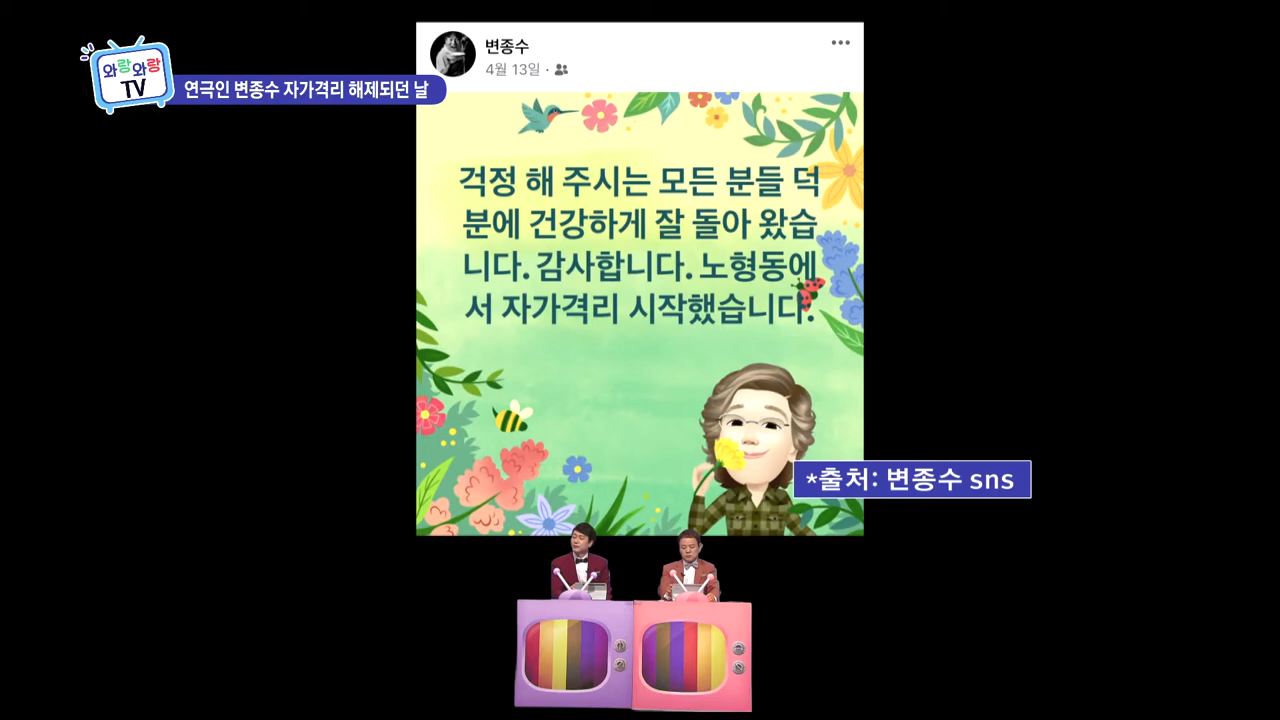 와랑와랑
TV
연극인 변종수 자가격리 해제되던 날
변종수
4월 13일 ·
걱정 해 주시는 모든 분들 덕
분에 건강하게 잘 돌아 왔습
니다. 감사합니다. 노형동에
서 자가격리 시작했습니다.
*출처: 변종수 sns